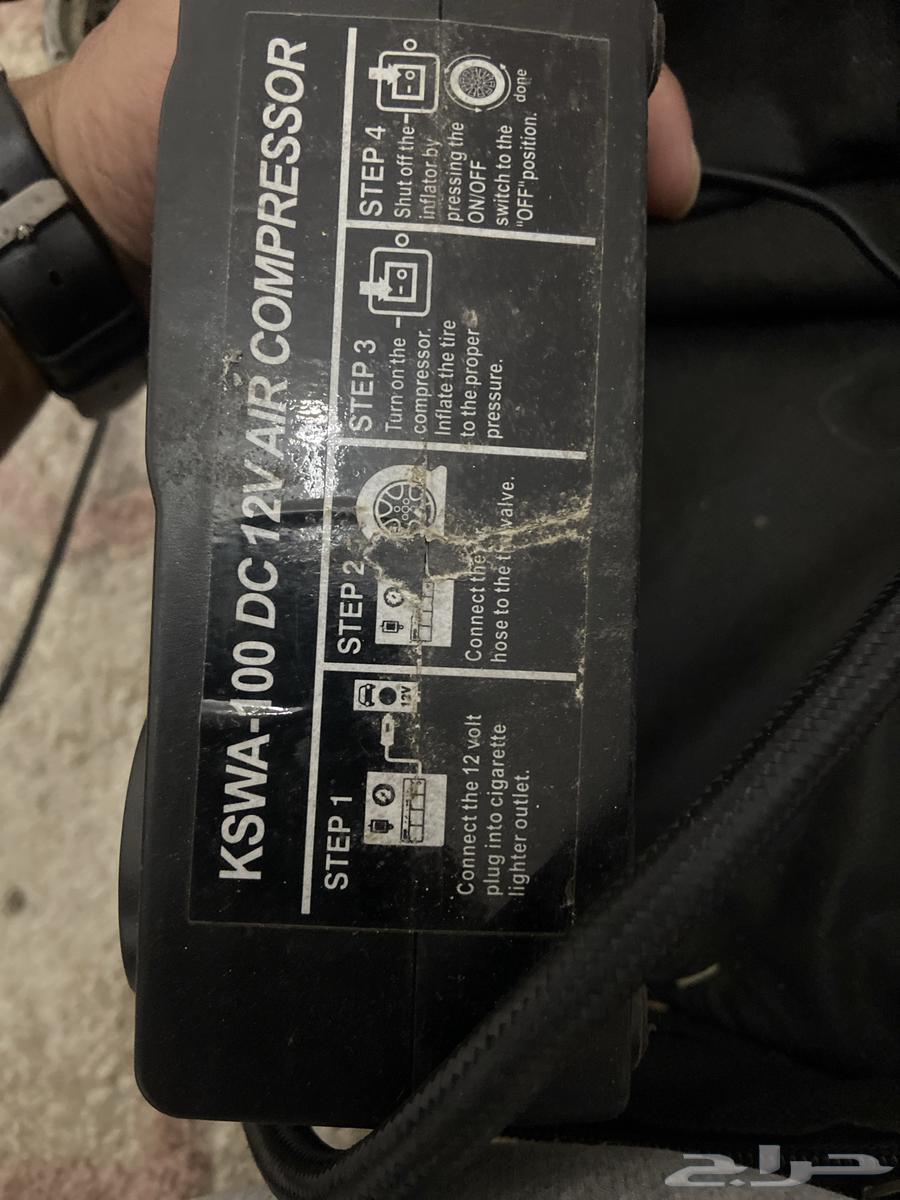 KSWA-100 DC 12V AIR COMPRESSOR
STEP 1
12V
Connect the 12 volt
plug into cigarette
lighter outlet.
STEP 2
Connect the
hose to the valve.
STEP 3
Turn on the
compressor.
Inflate the tire
to the proper
pressure.
STEP 4
Shut off the
inflator by
pressing the
ON/OFF
switch to the
"OFF" position.
done
حراج